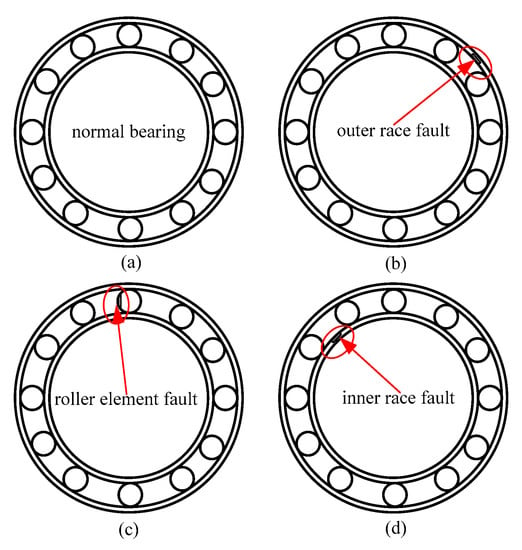 normal bearing
(a)
outer race fault
(b)
roller element fault
(c)
inner race fault
(d)